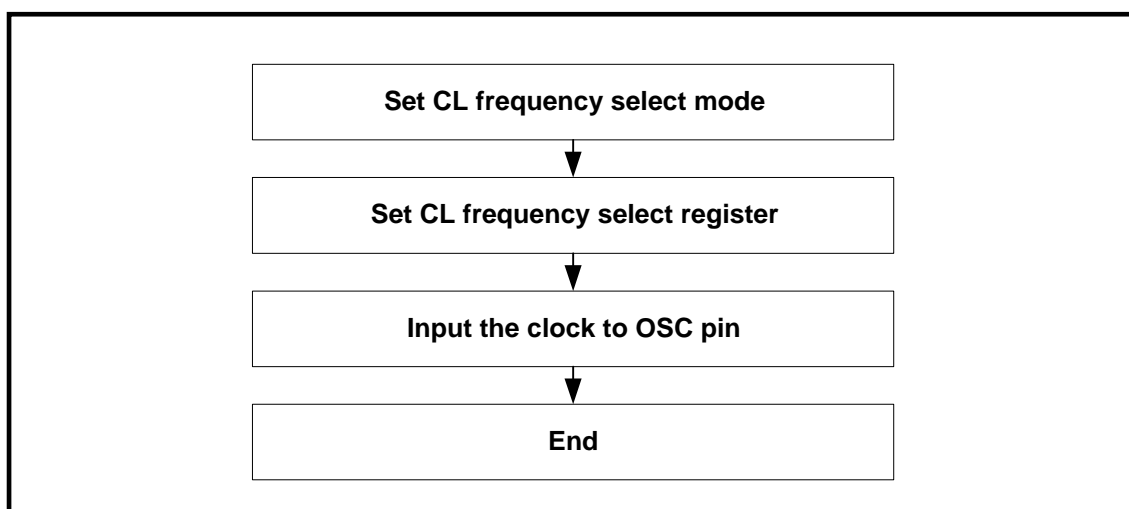 Set CL frequency select mode
Set CL frequency select register
Input the clock to OSC pin
End